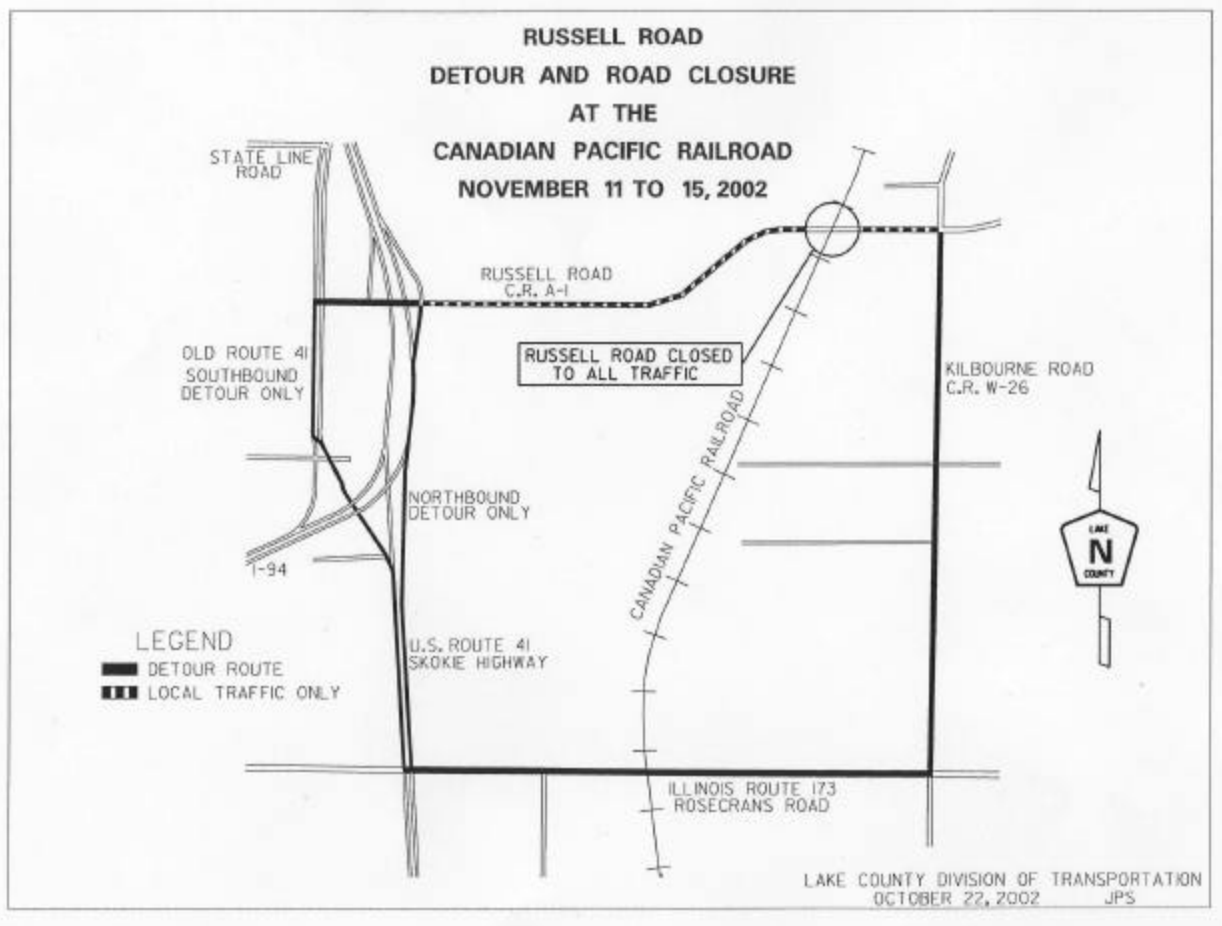 RUSSELL ROAD
DETOUR AND ROAD CLOSURE
AT THE
CANADIAN PACIFIC RAILROAD
NOVEMBER 11 TO 15, 2002
STATE LINE
ROAD
RUSSELL ROAD
C.R. A-1
OLD ROUTE 41
SOUTHBOUND
DETOUR ONLY
RUSSELL ROAD CLOSED
TO ALL TRAFFIC
KILBOURNE ROAD
C.R. W-26
CANADIAN PACIFIC RAILROAD
NORTHBOUND
DETOUR ONLY
I-94
LAKE
N
COUNTY
LEGEND
DETOUR ROUTE
LOCAL TRAFFIC ONLY
U.S. ROUTE 41
SKOKIE HIGHWAY
ILLINOIS ROUTE 173
ROSECRANS ROAD
LAKE COUNTY DIVISION OF TRANSPORTATION
OCTOBER 22, 2002 JPS